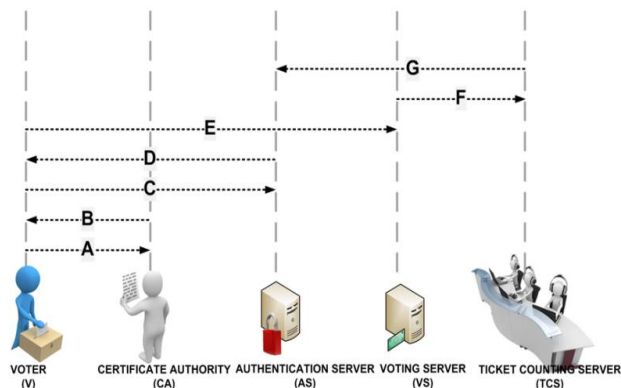 G
F
E
D
C
B
A
VOTER CERTIFICATE AUTHORITY AUTHENTICATION SERVER VOTING SERVER TICKET COUNTING SERVER
(V) (CA) (AS) (VS) (TCS)